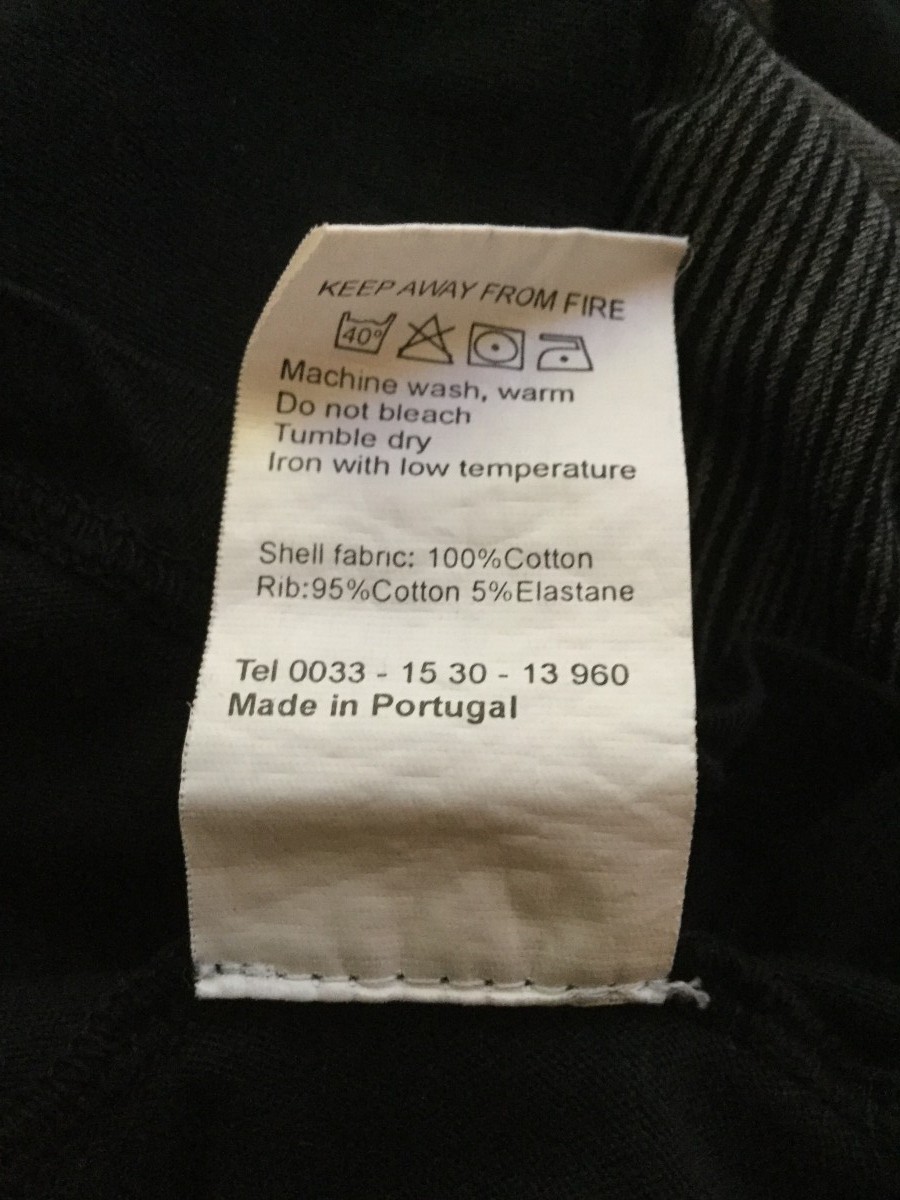 KEEP AWAY FROM FIRE
40°
Machine wash, warm
Do not bleach
Tumble dry
Iron with low temperature
Shell fabric: 100%Cotton
Rib:95%Cotton 5%Elastane
Tel 0033 - 15 30 - 13 960
Made in Portugal